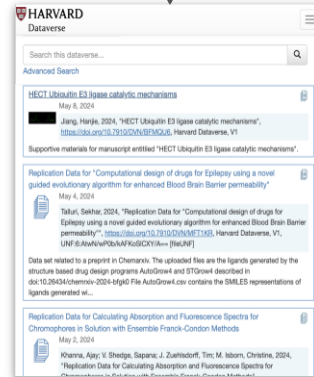 HARVARD
Dataverse
Search this dataverse...
Advanced Search
HECT Ubiquitin E3 ligase catalytic mechanisms
May 8, 2024
Jiang, Hanjie, 2024, "HECT Ubiquitin E3 ligase catalytic mechanisms",
https://doi.org/10.7910/DVN/BFMQU6, Harvard Dataverse, V1
Supportive materials for manuscript entitled "HECT Ubiquitin E3 ligase catalytic mechanisms".
Replication Data for "Computational design of drugs for Epilepsy using a novel
guided evolutionary algorithm for enhanced Blood Brain Barrier permeability"
May 4, 2024
Talluri, Sekhar, 2024, "Replication Data for "Computational design of drugs for
Epilepsy using a novel guided evolutionary algorithm for enhanced Blood Brain Barrier
permeability"", https://doi.org/10.7910/DVN/MFT1KR, Harvard Dataverse, V1,
[fileUNF]
Data set related to a preprint in Chemarxiv. The uploaded files are the ligands generated by the
structure based drug design programs AutoGrow4 and STGrow4 described in
doi:10.26434/chemrxiv-2024-bfgk0 File AutoGrow4.csv contains the SMILES representations of
ligands generated wi...
Replication Data for Calculating Absorption and Fluorescence Spectra for
Chromophores in Solution with Ensemble Franck-Condon Methods
May 2, 2024
Khanna, Ajay; V. Shedge, Sapana; J. Zuehlsdorff, Tim; M. Isborn, Christine, 2024,
"Replication Data for Calculating Absorption and Fluorescence Spectra for